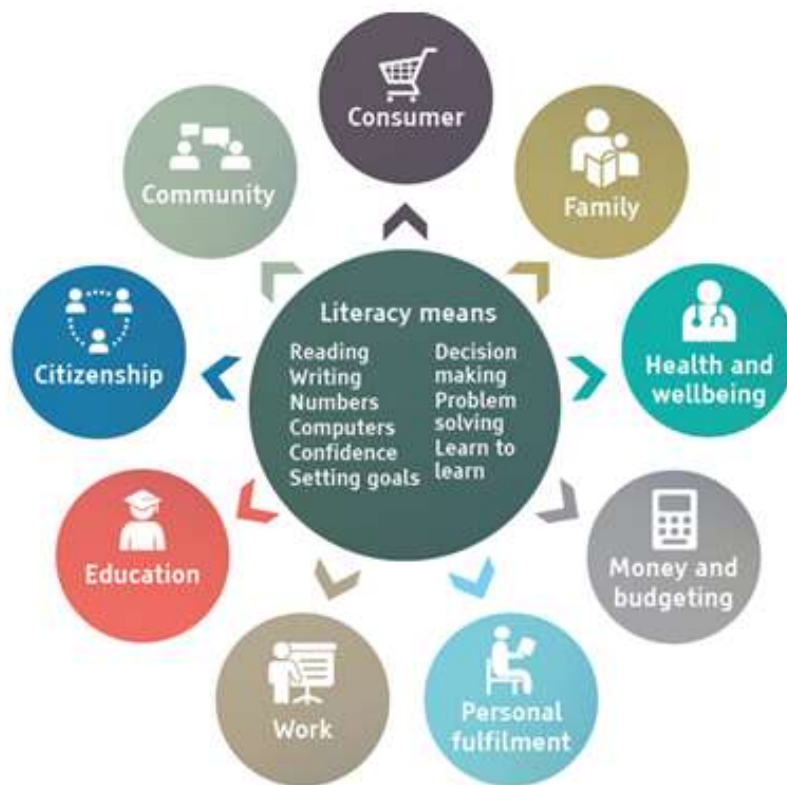 Consumer
Family
Health and
wellbeing
Money and
budgeting
Personal
fulfilment
Work
Education
Citizenship
Community
Literacy means
Reading
Writing
Numbers
Computers
Confidence
Setting goals
Decision
making
Problem
solving
Learn to
learn